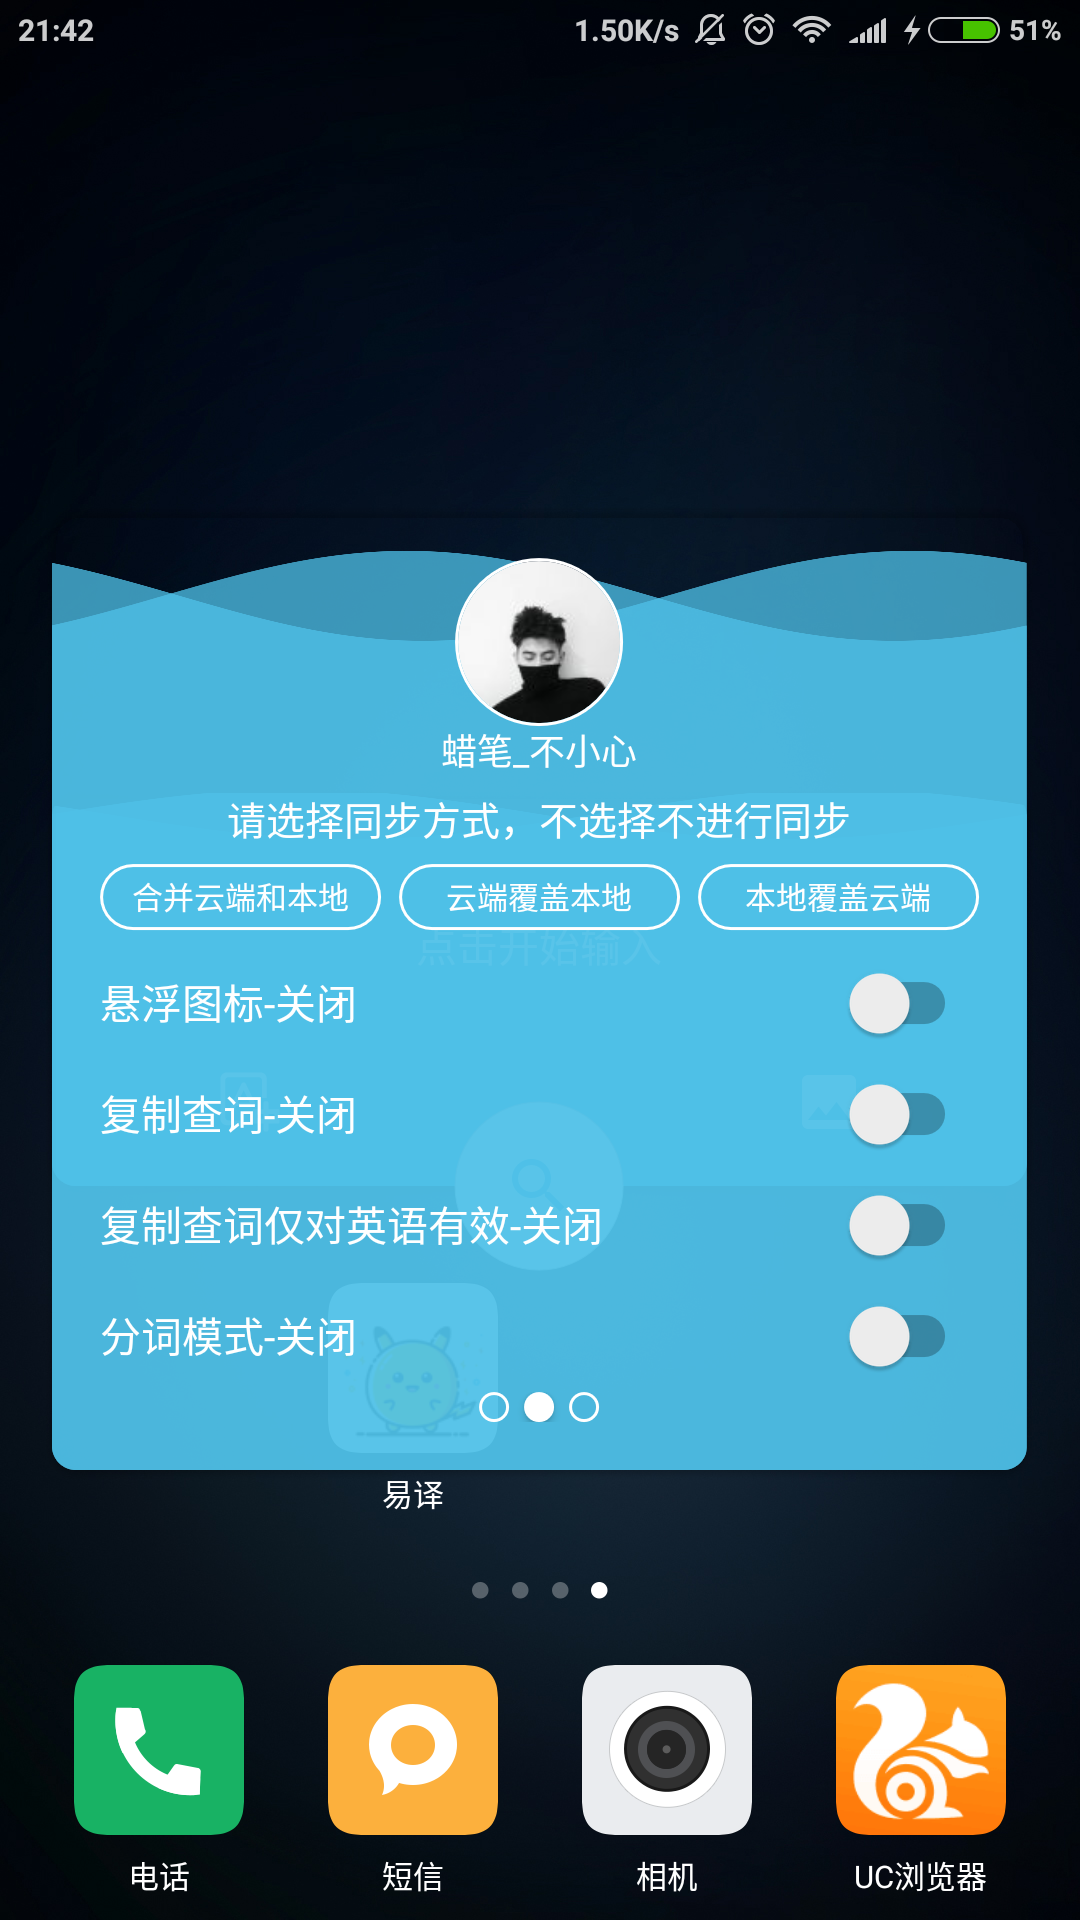 21:42 1.50K/s 51%
蜡笔_不小心
请选择同步方式，不选择不进行同步
合并云端和本地 云端覆盖本地 本地覆盖云端
点击开始输入
悬浮图标-关闭
复制查词-关闭
复制查词仅对英语有效-关闭
分词模式-关闭
易译
电话 短信 相机 UC浏览器